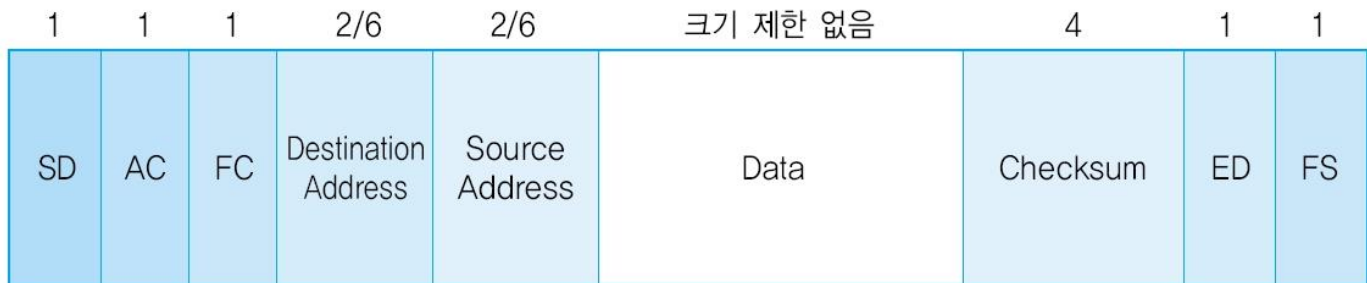 1 1 1 2/6 2/6 크기 제한 없음 4 1 1
SD AC FC Destination Address Source Address Data Checksum ED FS